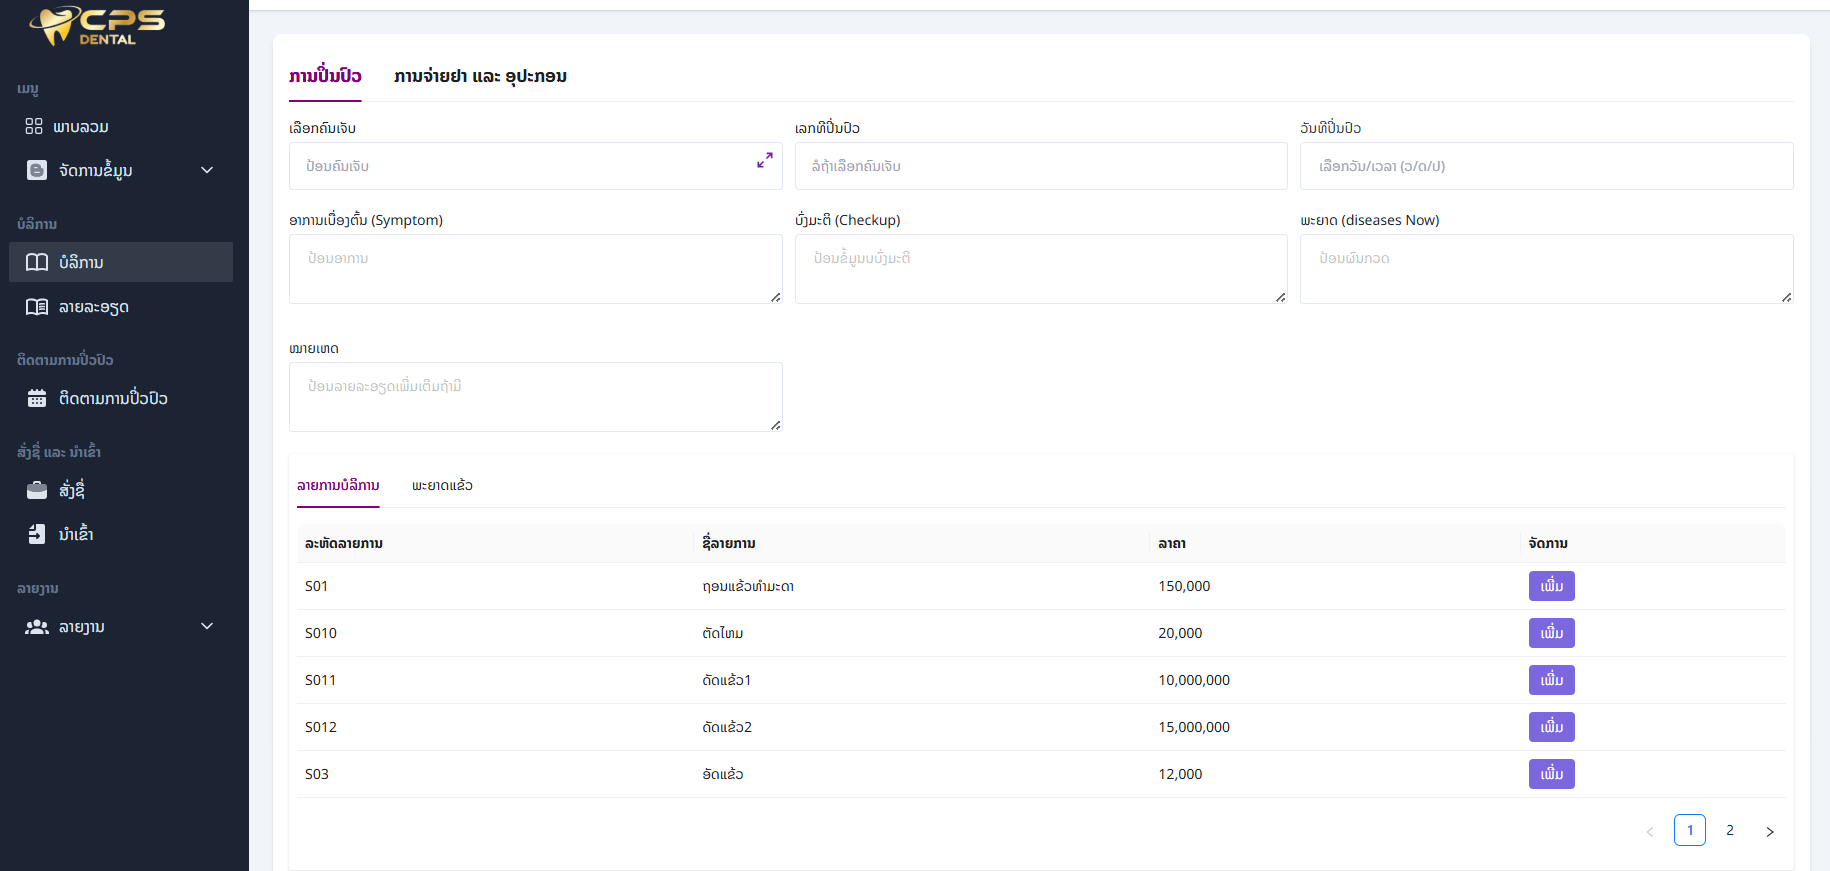 CPS
DENTAL
ເມນູ
ພາບລວມ
ຈັດການຂໍ້ມູນ
ບໍລິການ
ບໍລິການ
ລາຍລະອຽດ
ຕິດຕາມການປິ່ວປົວ
ຕິດຕາມການປິ່ວປົວ
ສັ່ງຊື້ ແລະ ນຳເຂົ້າ
ສັ່ງຊື້
ນຳເຂົ້າ
ລາຍງານ
ລາຍງານ
ການປິ່ນປົວ ການຈ່າຍຢາ ແລະ ອຸປະກອນ
ເລືອກຄົນເຈັບ ເລກທີປິ່ນປົວ ວັນທີປິ່ນປົວ
ປ້ອນຄົນເຈັບ ລໍຖ້າເລືອກຄົນເຈັບ ເລືອກວັນ/ເວລາ (ວ/ດ/ປ)
ອາການເບື່ອງຕົ້ນ (Symptom) ບົ່ງມະຕິ (Checkup) ພະຍາດ (diseases Now)
ປ້ອນອາການ ປ້ອນຂໍ້ມູນບບົ່ງມະຕິ ປ້ອນຜົນກວດ
ໝາຍເຫດ
ປ້ອນລາຍລະອຽດເພີ່ມເຕີມຖ້າມີ
ລາຍການບໍລິການ ພະຍາດແຂ້ວ
ລະຫັດລາຍການ ຊື່ລາຍການ ລາຄາ ຈັດການ
S01 ຖອນແຂ້ວທຳມະດາ 150,000 ເພີ່ມ
S010 ຕັດໄຫມ 20,000 ເພີ່ມ
S011 ດັດແຂ້ວ1 10,000,000 ເພີ່ມ
S012 ດັດແຂ້ວ2 15,000,000 ເພີ່ມ
S03 ອັດແຂ້ວ 12,000 ເພີ່ມ
1 2